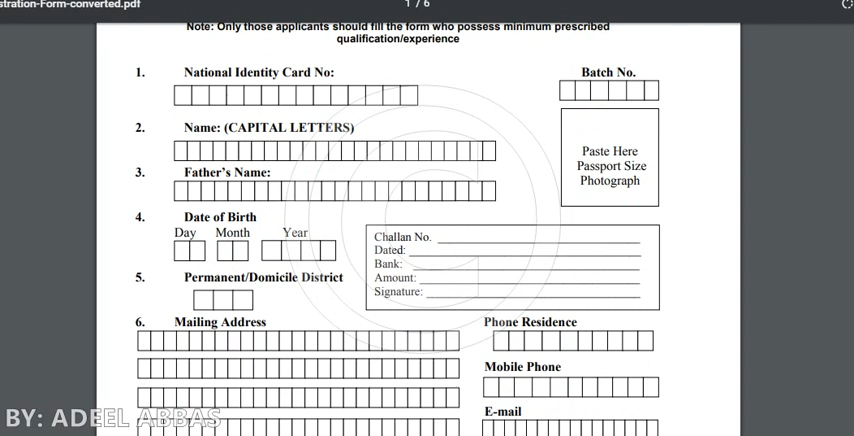 stration-Form-converted.pdf
1 / 6
Note: Only those applicants should fill the form who possess minimum prescribed
qualification/experience
1. National Identity Card No:
Batch No.
2. Name: (CAPITAL LETTERS)
Paste Here
Passport Size
Photograph
3. Father's Name:
4. Date of Birth
Day Month Year
Challan No.
Dated:
Bank:
Amount:
Signature:
5. Permanent/Domicile District
6. Mailing Address
Phone Residence
Mobile Phone
E-mail
BY: ADEEL ABBAS